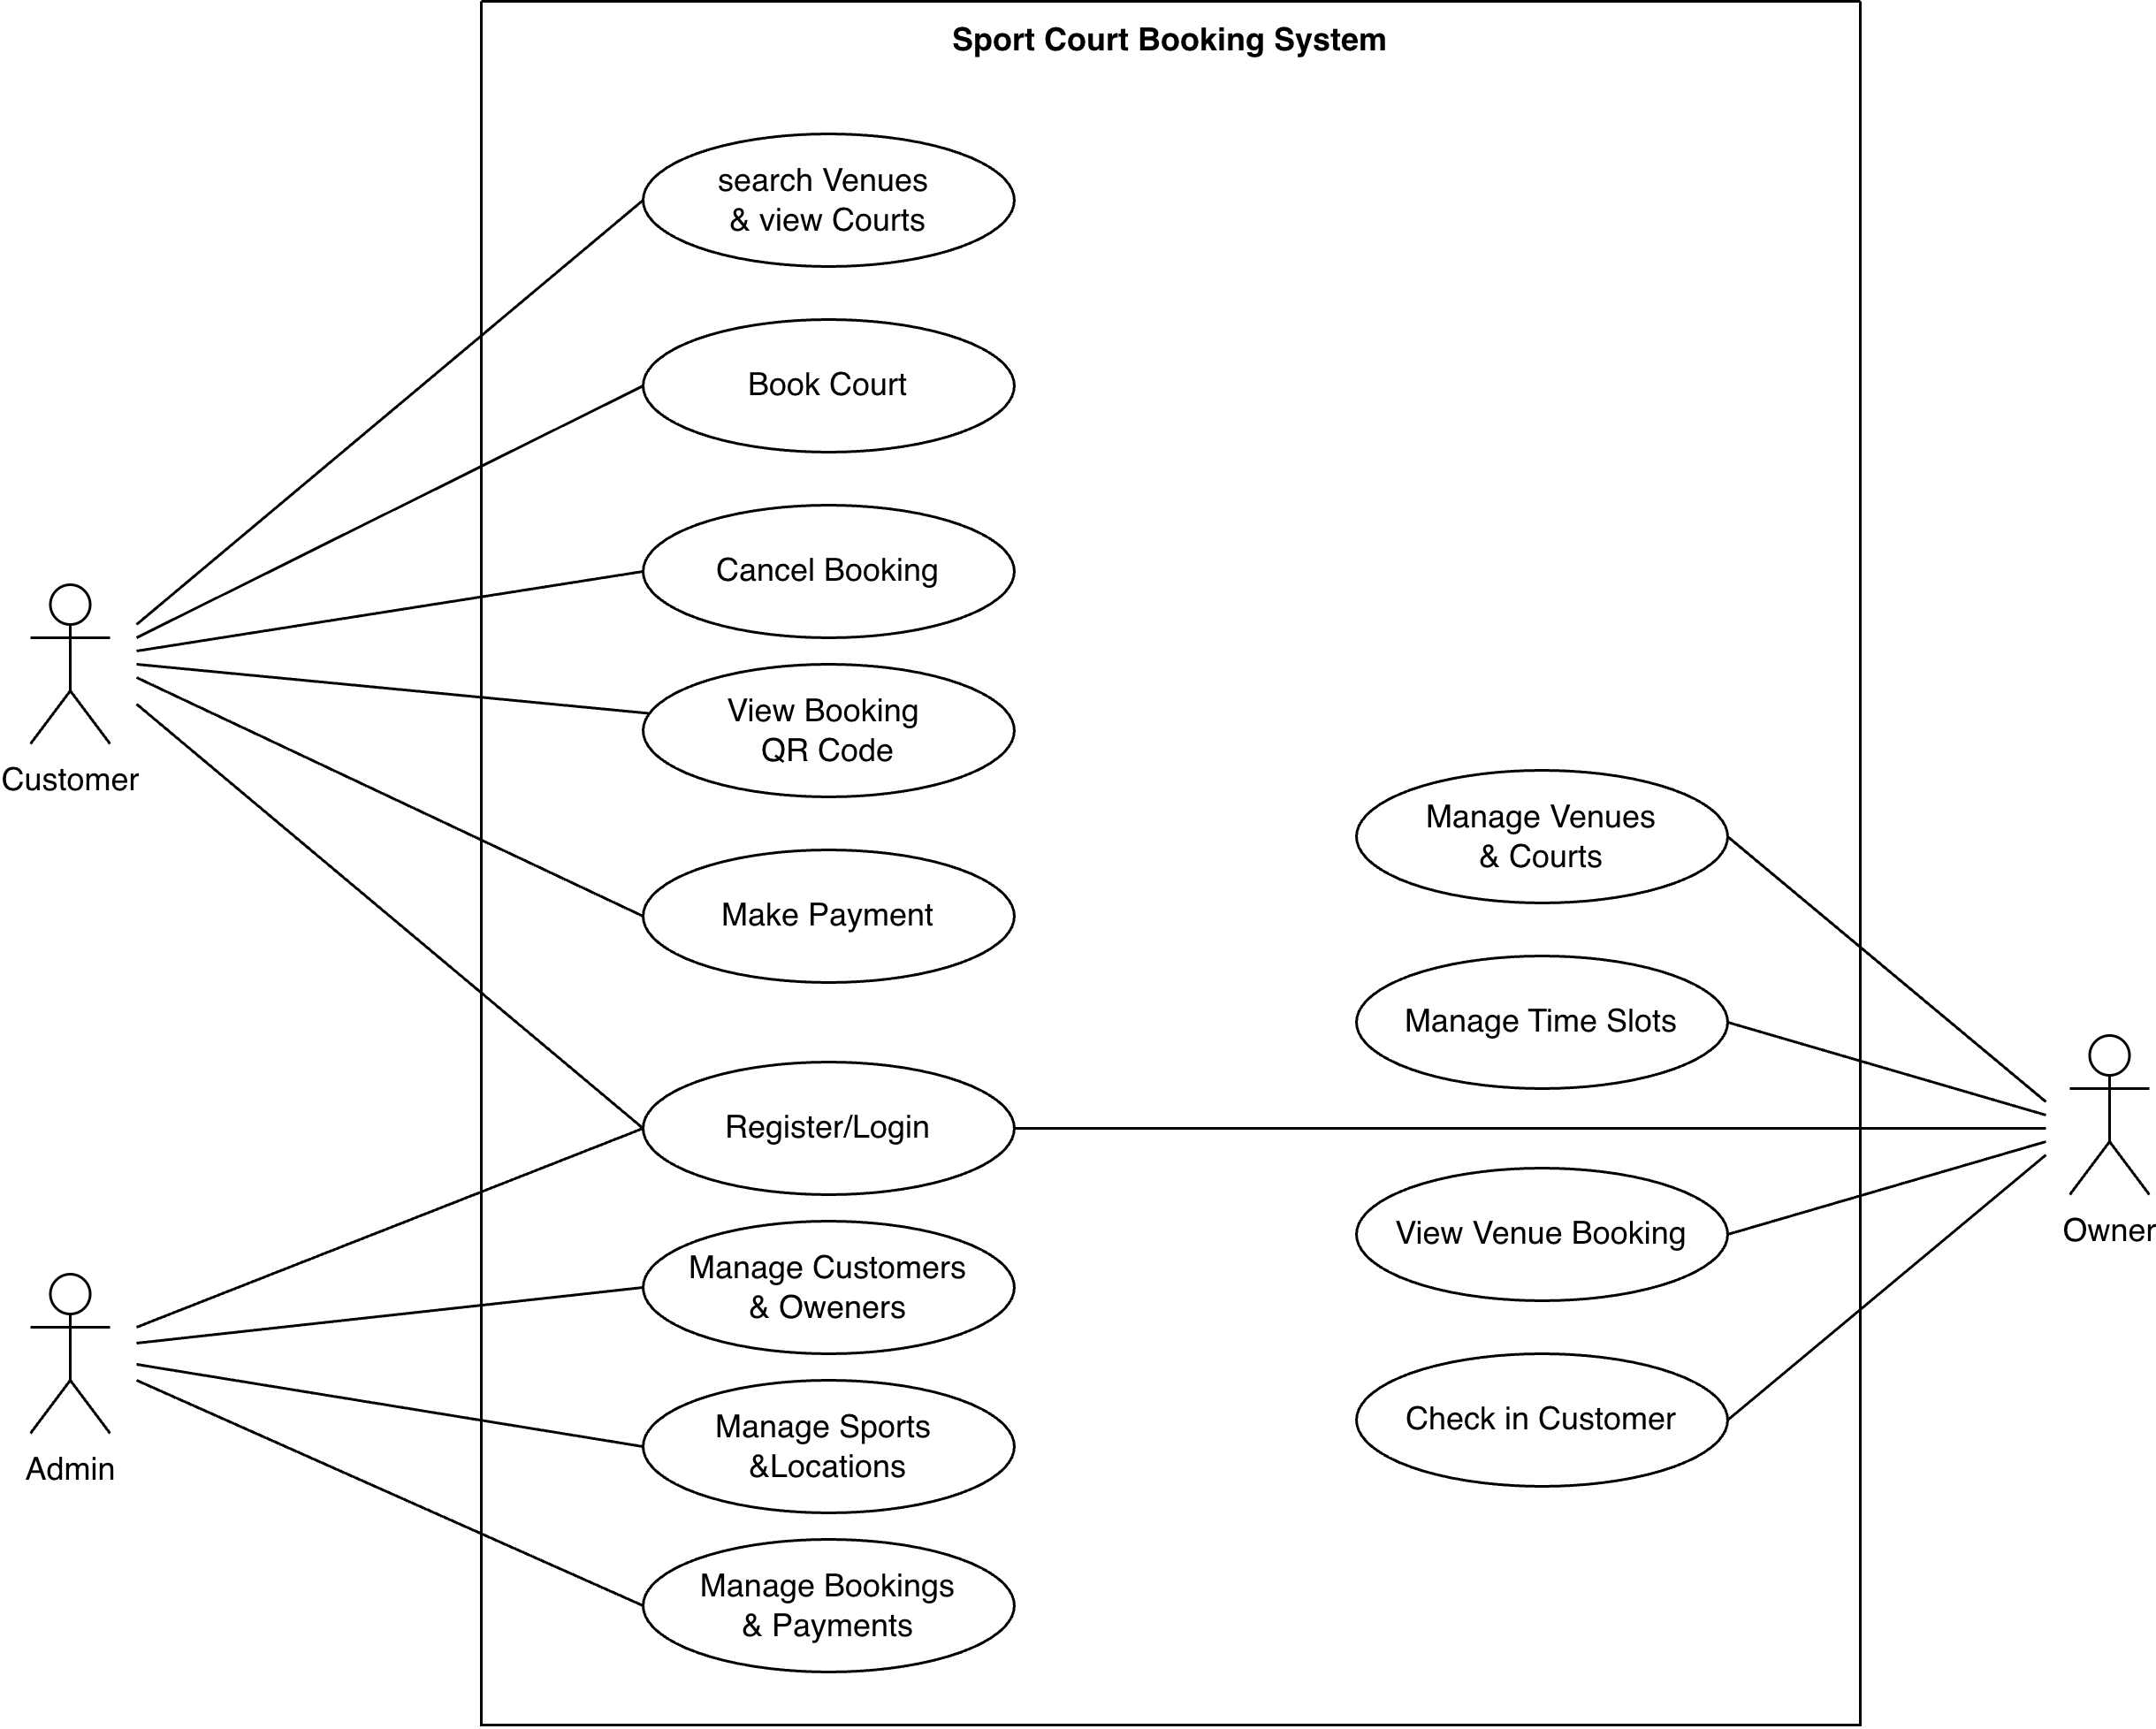 Sport Court Booking System
search Venues
& view Courts
Book Court
Cancel Booking
View Booking
QR Code
Customer
Make Payment
Manage Venues
& Courts
Manage Time Slots
Register/Login
View Venue Booking
Owner
Manage Customers
& Oweners
Check in Customer
Manage Sports
&Locations
Admin
Manage Bookings
& Payments